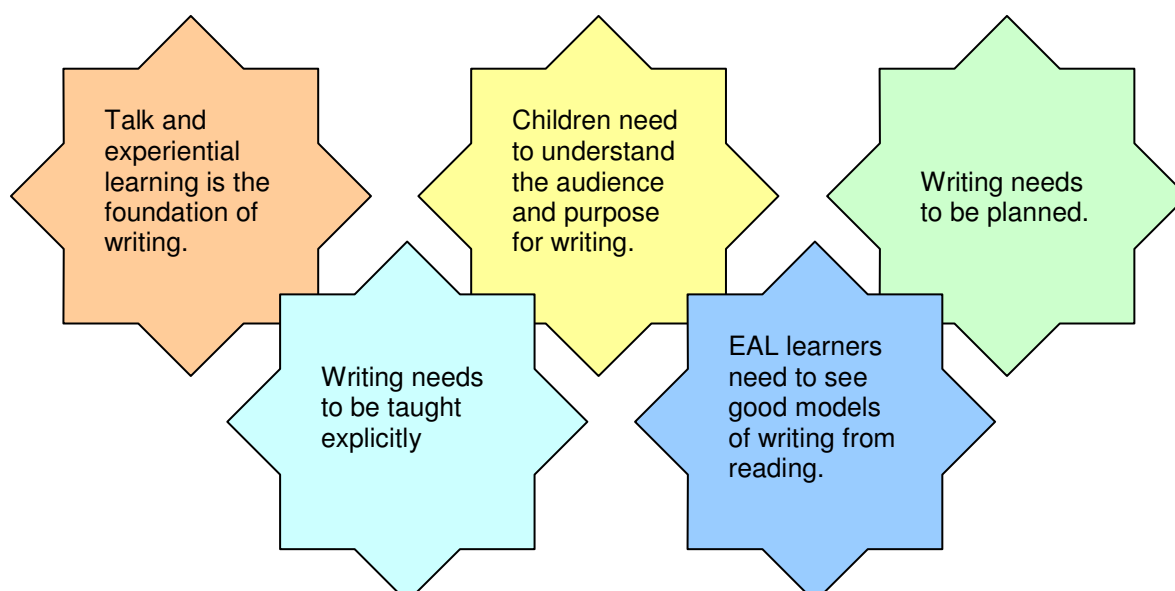 Talk and
experiential
learning is the
foundation of
writing.
Children need
to understand
the audience
and purpose
for writing.
Writing needs
to be planned.
Writing needs
to be taught
explicitly
EAL learners
need to see
good models
of writing from
reading.